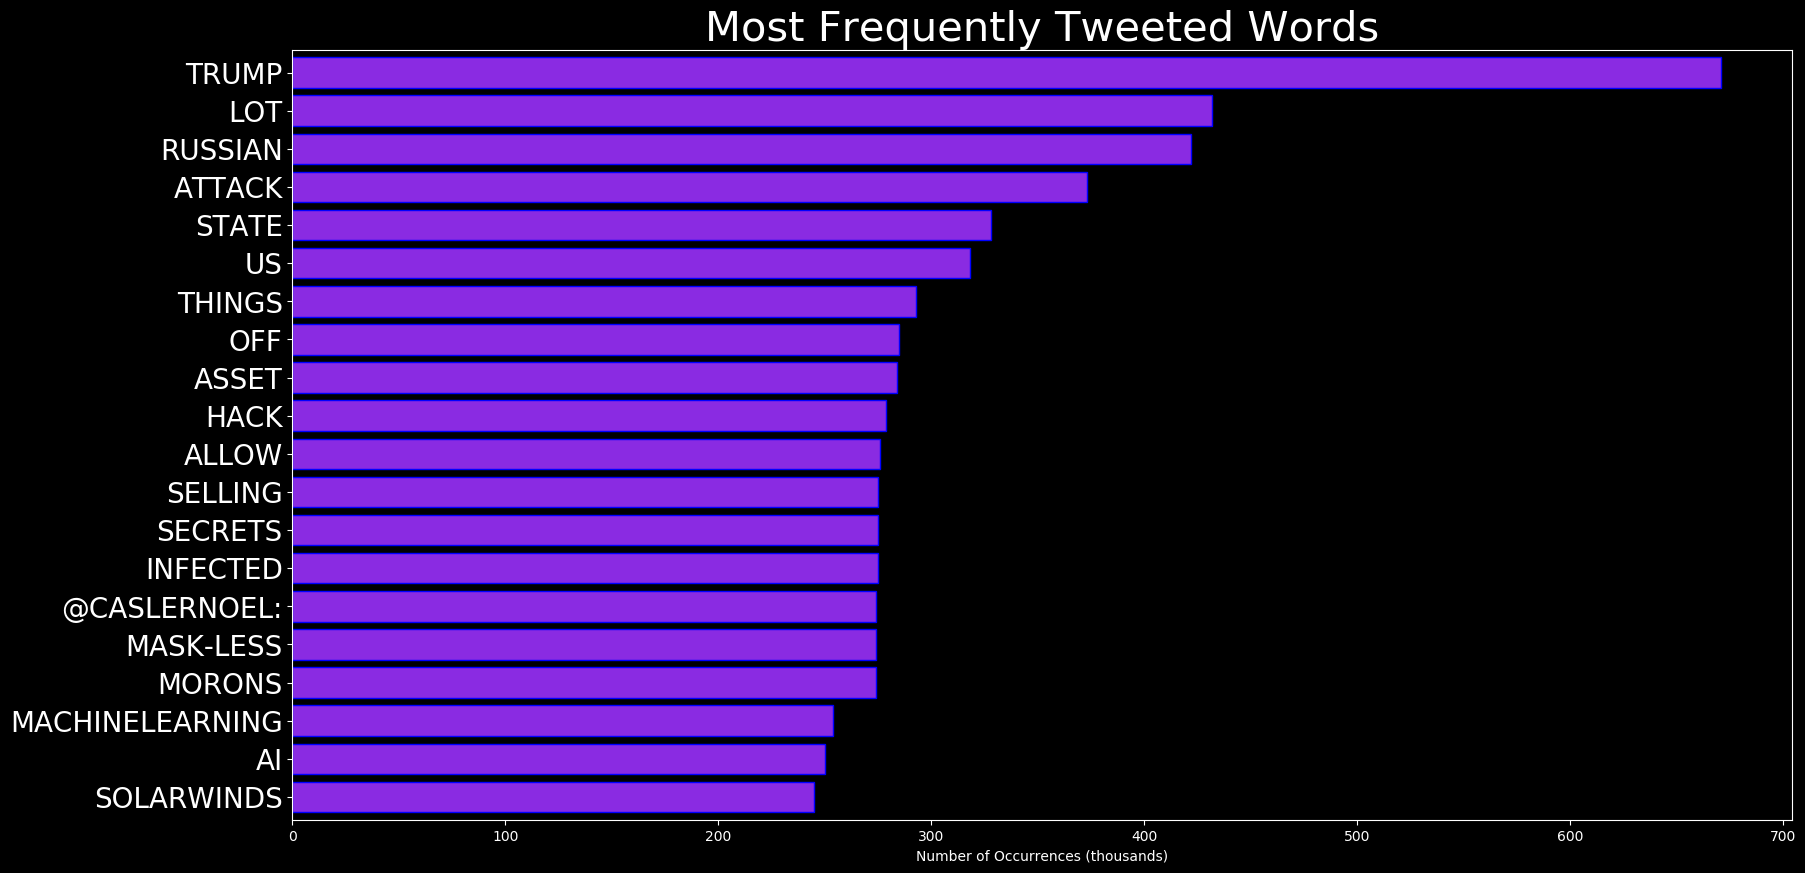 Most Frequently Tweeted Words
TRUMP
LOT
RUSSIAN
ATTACK
STATE
US
THINGS
OFF
ASSET
HACK
ALLOW
SELLING
SECRETS
INFECTED
@CASLERNOEL:
MASK-LESS
MORONS
MACHINELEARNING
AI
SOLARWINDS
0 100 200 300 400 500 600 700
Number of Occurrences (thousands)